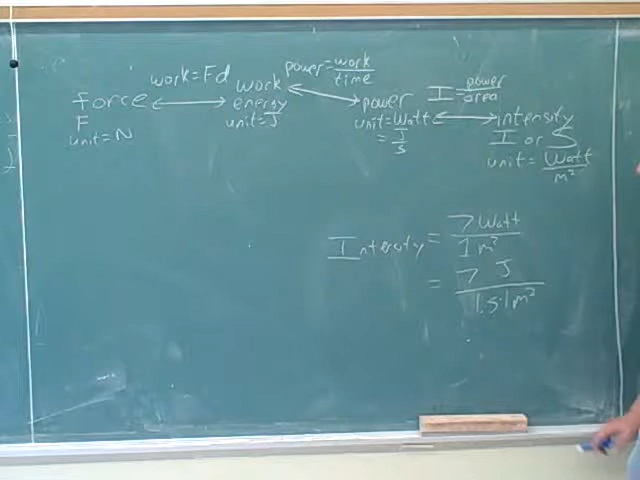 work=Fd
power=work/time
force
F
unit=N
work
energy
unit=J
power
unit=Watt
=J/s
I=power/area
intensity
I or S
unit=Watt/m²
Intensity = 7 Watt/1 m²
= 7 J/1 s·1 m²